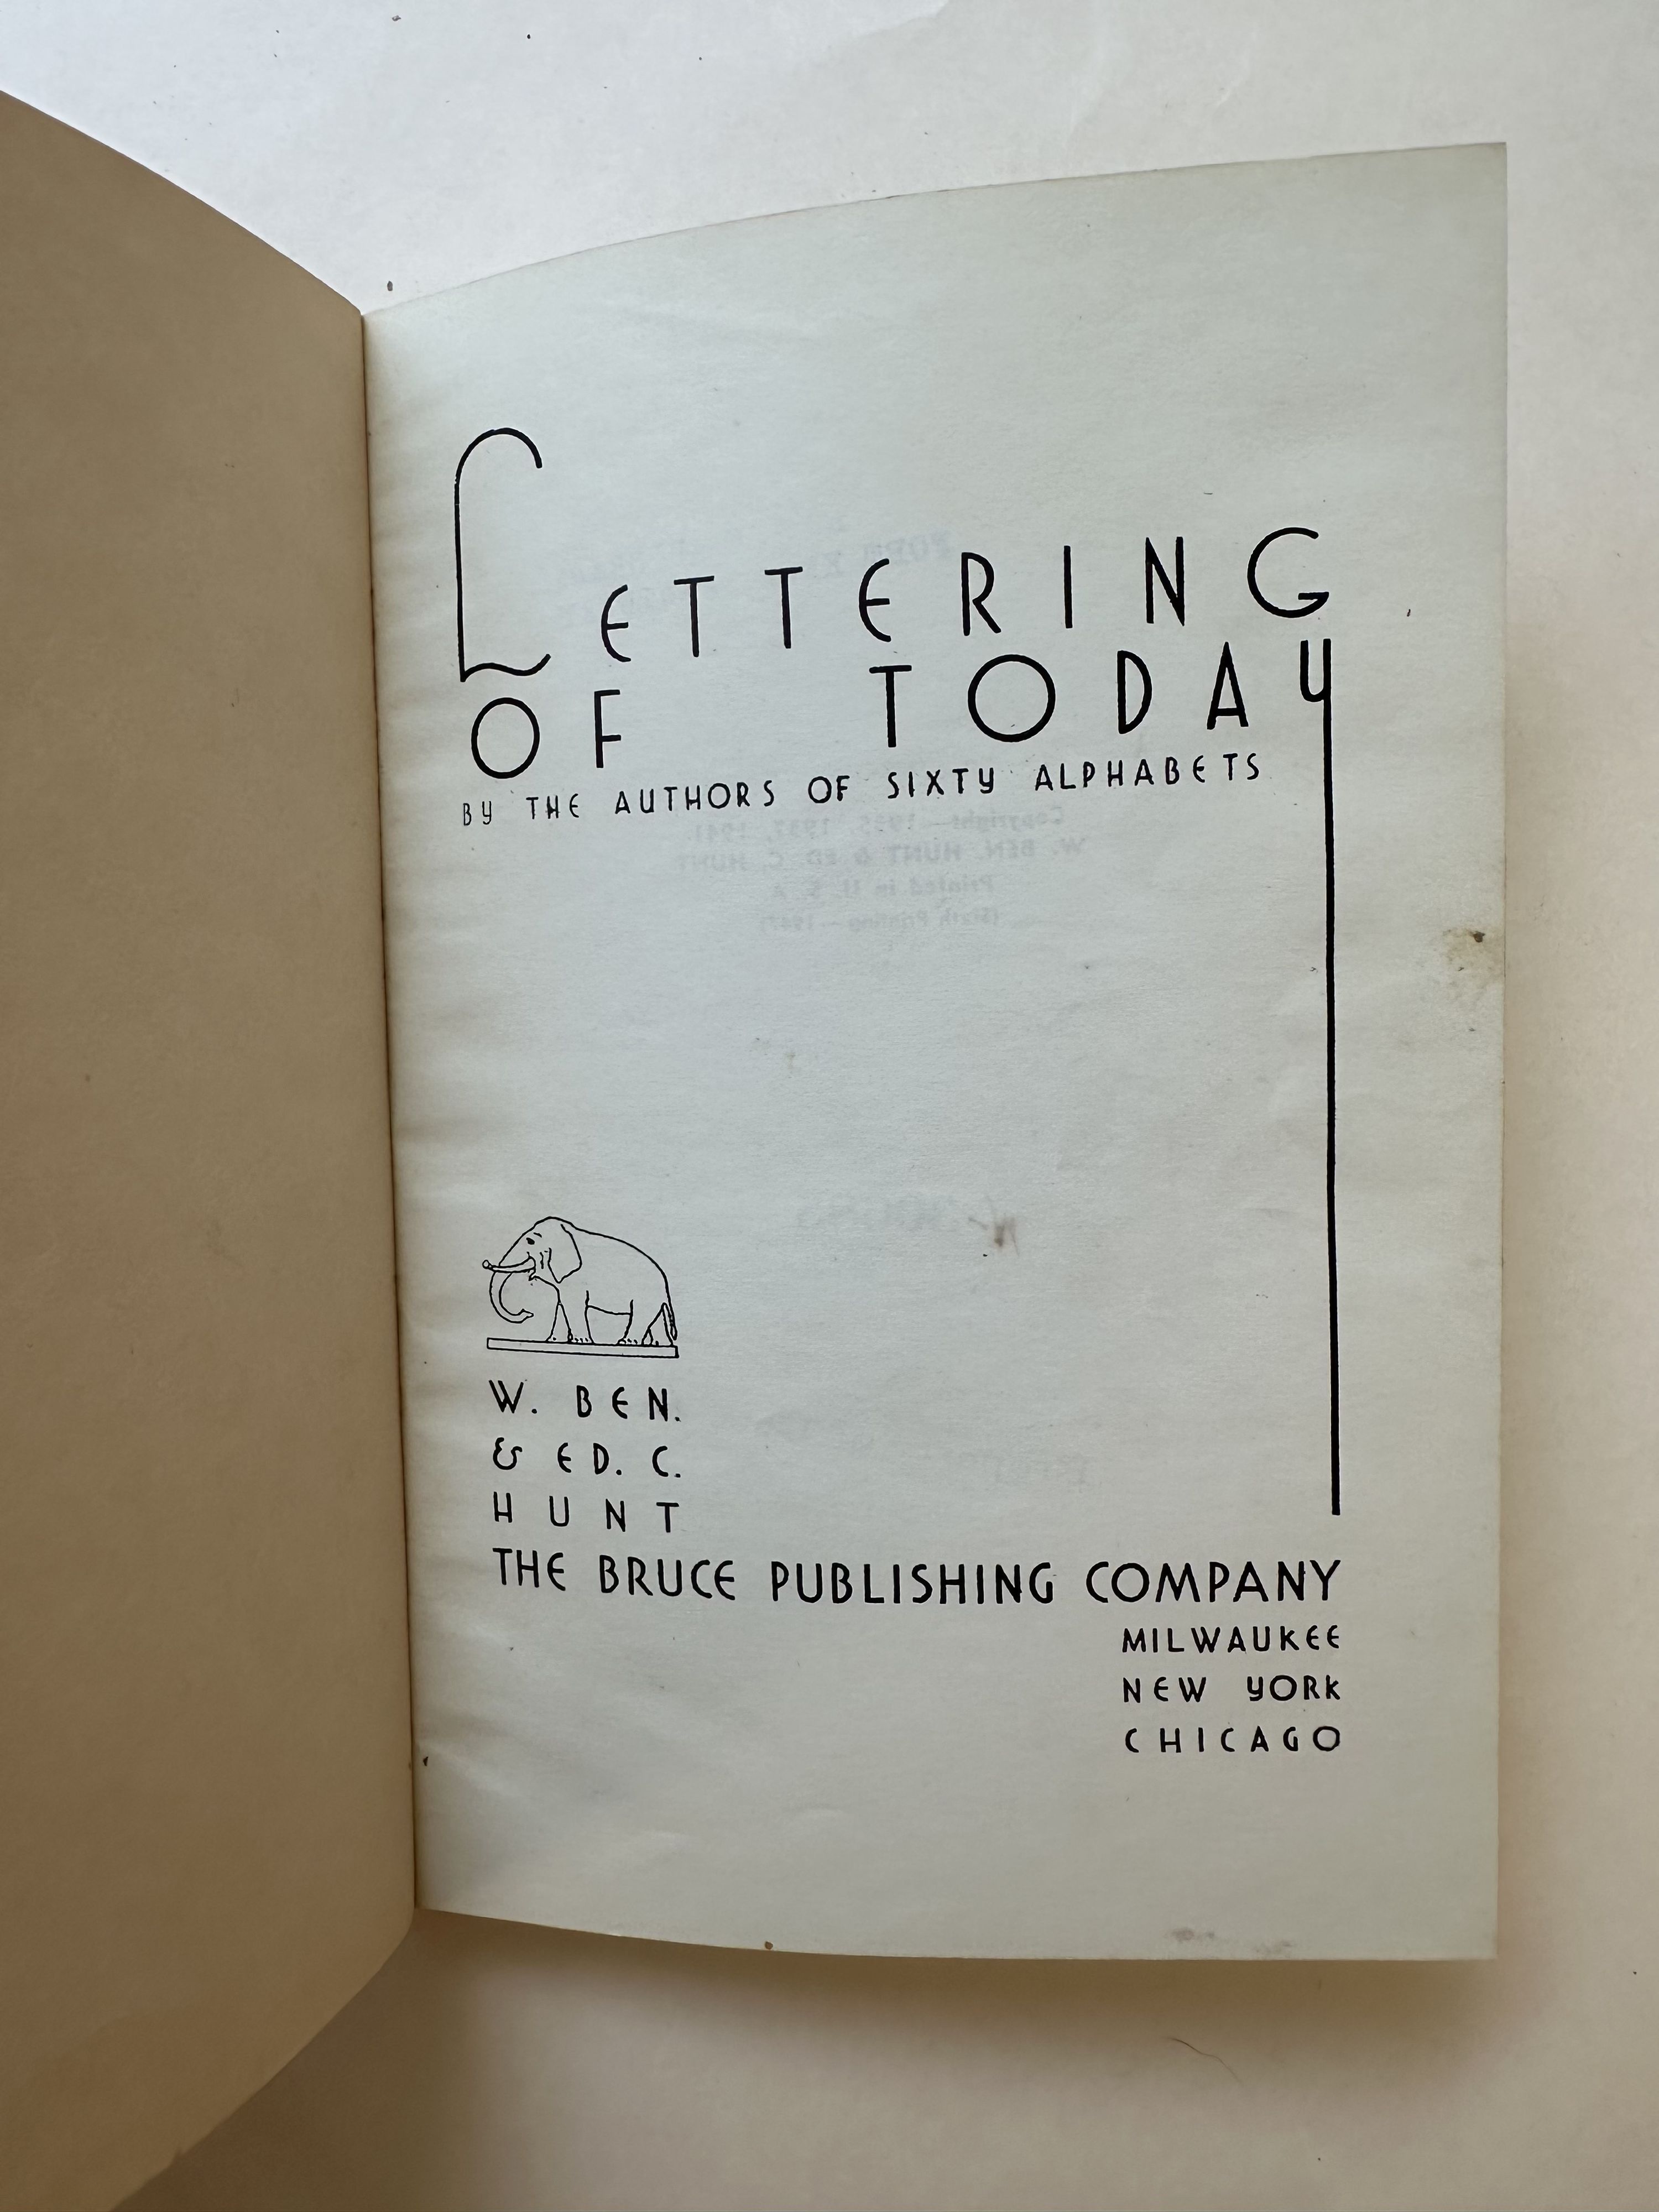 LETTERING
OF TODAY
BY THE AUTHORS OF SIXTY ALPHABETS
W. BEN.
& ED. C.
HUNT
THE BRUCE PUBLISHING COMPANY
MILWAUKEE
NEW YORK
CHICAGO